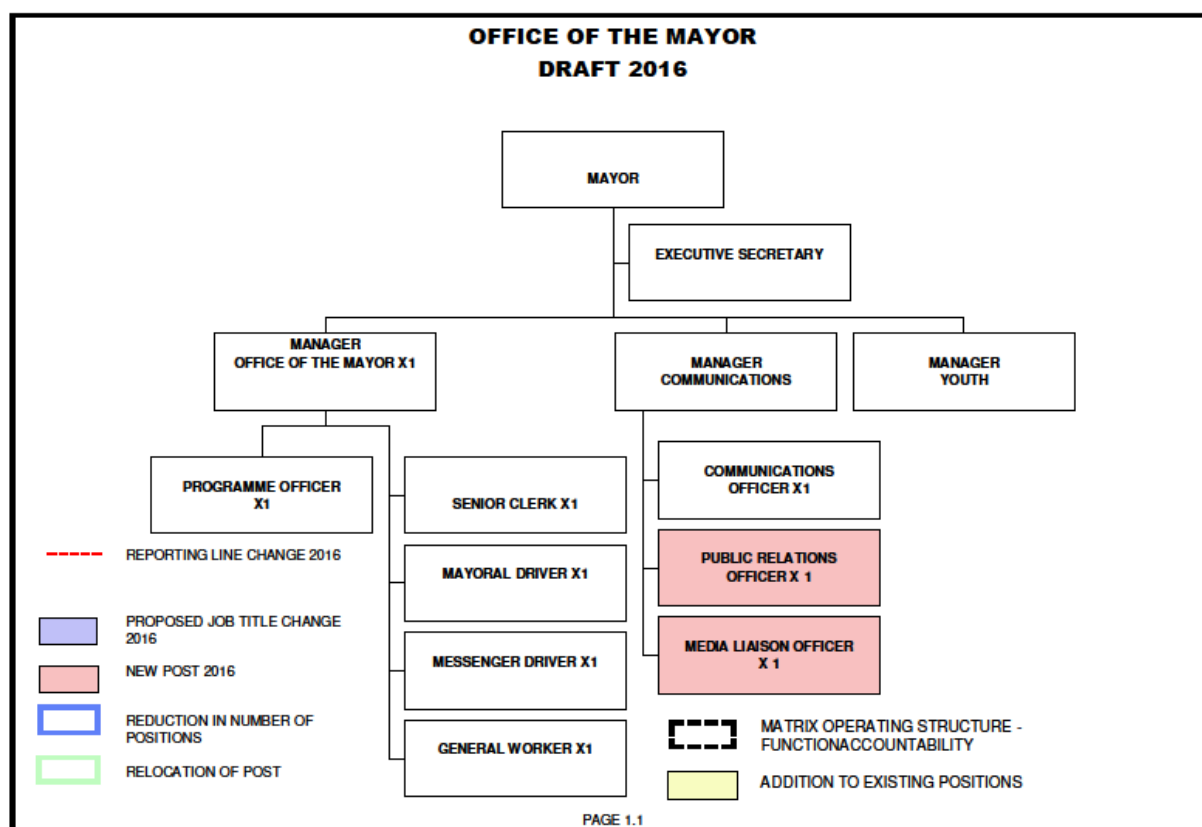 OFFICE OF THE MAYOR
DRAFT 2016
MAYOR
EXECUTIVE SECRETARY
MANAGER
OFFICE OF THE MAYOR X1
MANAGER
COMMUNICATIONS
MANAGER
YOUTH
PROGRAMME OFFICER
X1
SENIOR CLERK X1
MAYORAL DRIVER X1
MESSENGER DRIVER X1
GENERAL WORKER X1
COMMUNICATIONS
OFFICER X1
PUBLIC RELATIONS
OFFICER X 1
MEDIA LIAISON OFFICER
X 1
REPORTING LINE CHANGE 2016
PROPOSED JOB TITLE CHANGE
2016
NEW POST 2016
REDUCTION IN NUMBER OF
POSITIONS
RELOCATION OF POST
MATRIX OPERATING STRUCTURE -
FUNCTIONACCOUNTABILITY
ADDITION TO EXISTING POSITIONS
PAGE 1.1